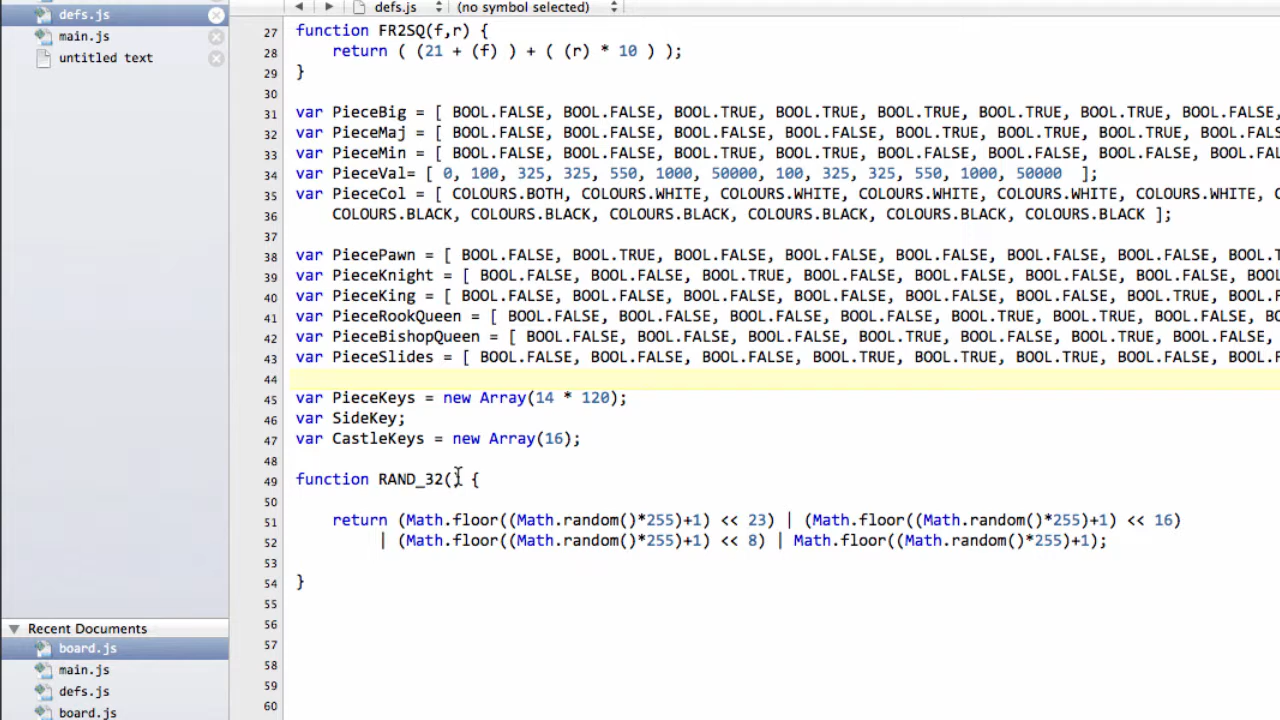 defs.js
main.js
untitled text
Recent Documents
board.js
main.js
defs.js
board.js
defs.js (no symbol selected)
27 function FR2SQ(f,r) {
28 return ( (21 + (f) ) + ( (r) * 10 ) );
29 }
30
31 var PieceBig = [ BOOL.FALSE, BOOL.FALSE, BOOL.TRUE, BOOL.TRUE, BOOL.TRUE, BOOL.TRUE, BOOL.TRUE, BOOL.FALSE,
32 var PieceMaj = [ BOOL.FALSE, BOOL.FALSE, BOOL.FALSE, BOOL.FALSE, BOOL.TRUE, BOOL.TRUE, BOOL.TRUE, BOOL.FALS
33 var PieceMin = [ BOOL.FALSE, BOOL.FALSE, BOOL.TRUE, BOOL.TRUE, BOOL.FALSE, BOOL.FALSE, BOOL.FALSE, BOOL.FAL
34 var PieceVal= [ 0, 100, 325, 325, 550, 1000, 50000, 100, 325, 325, 550, 1000, 50000 ];
35 var PieceCol = [ COLOURS.BOTH, COLOURS.WHITE, COLOURS.WHITE, COLOURS.WHITE, COLOURS.WHITE, COLOURS.WHITE, C
36 COLOURS.BLACK, COLOURS.BLACK, COLOURS.BLACK, COLOURS.BLACK, COLOURS.BLACK, COLOURS.BLACK ];
37
38 var PiecePawn = [ BOOL.FALSE, BOOL.TRUE, BOOL.FALSE, BOOL.FALSE, BOOL.FALSE, BOOL.FALSE, BOOL.FALSE, BOOL.T
39 var PieceKnight = [ BOOL.FALSE, BOOL.FALSE, BOOL.TRUE, BOOL.FALSE, BOOL.FALSE, BOOL.FALSE, BOOL.FALSE, BOOL
40 var PieceKing = [ BOOL.FALSE, BOOL.FALSE, BOOL.FALSE, BOOL.FALSE, BOOL.FALSE, BOOL.FALSE, BOOL.TRUE, BOOL.F
41 var PieceRookQueen = [ BOOL.FALSE, BOOL.FALSE, BOOL.FALSE, BOOL.FALSE, BOOL.TRUE, BOOL.TRUE, BOOL.FALSE, BO
42 var PieceBishopQueen = [ BOOL.FALSE, BOOL.FALSE, BOOL.FALSE, BOOL.TRUE, BOOL.FALSE, BOOL.TRUE, BOOL.FALSE,
43 var PieceSlides = [ BOOL.FALSE, BOOL.FALSE, BOOL.FALSE, BOOL.TRUE, BOOL.TRUE, BOOL.TRUE, BOOL.FALSE, BOOL.F
44
45 var PieceKeys = new Array(14 * 120);
46 var SideKey;
47 var CastleKeys = new Array(16);
48
49 function RAND_32() {
50
51 return (Math.floor((Math.random()*255)+1) << 23) | (Math.floor((Math.random()*255)+1) << 16)
52 | (Math.floor((Math.random()*255)+1) << 8) | Math.floor((Math.random()*255)+1);
53
54 }
55
56
57
58
59
60